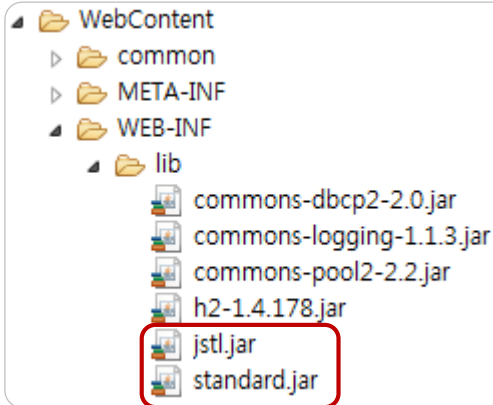 WebContent
common
META-INF
WEB-INF
lib
commons-dbcp2-2.0.jar
commons-logging-1.1.3.jar
commons-pool2-2.2.jar
h2-1.4.178.jar
jstl.jar
standard.jar